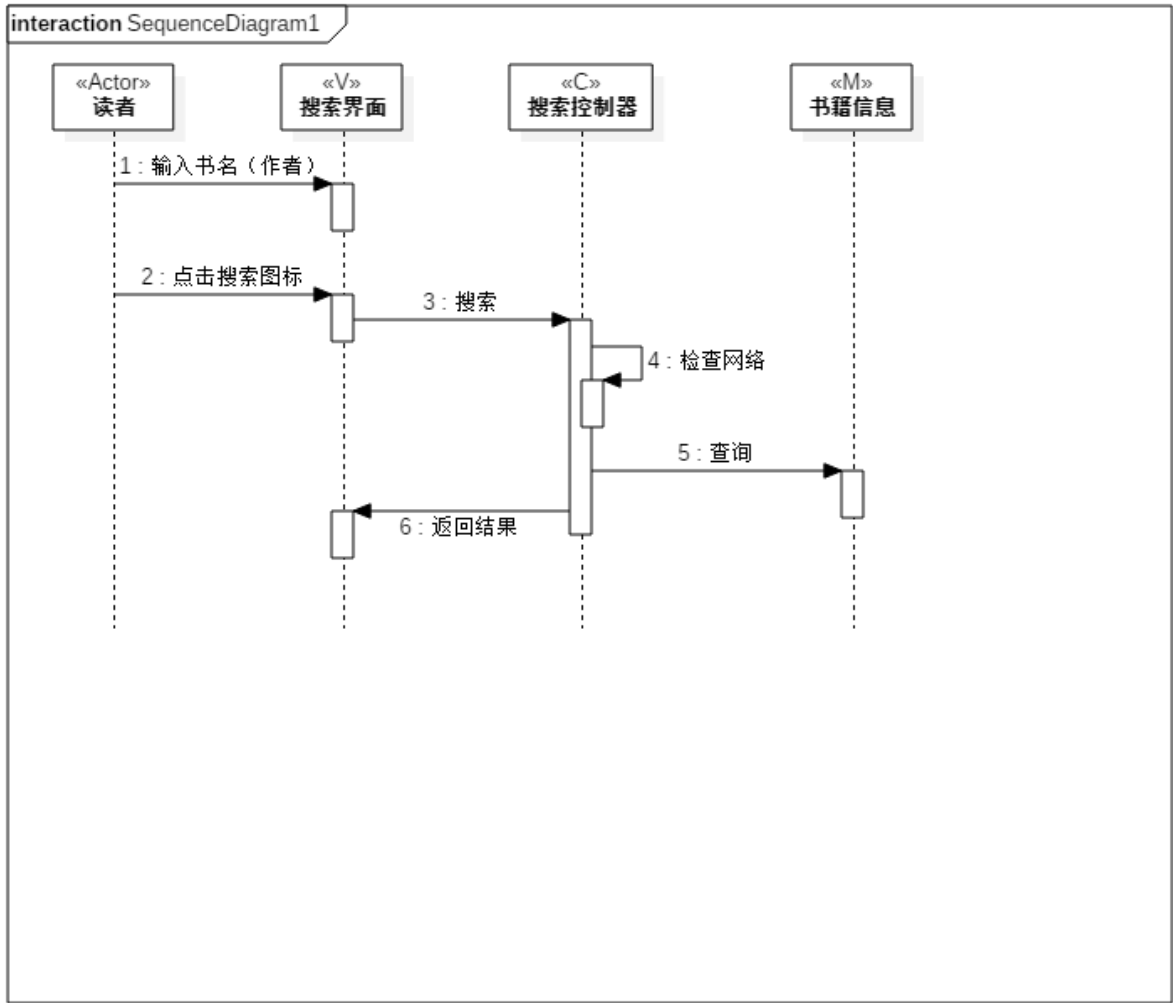 interaction SequenceDiagram1
«Actor»
读者
«V»
搜索界面
«C»
搜索控制器
«M»
书籍信息
1 : 输入书名（作者）
2 : 点击搜索图标
3 : 搜索
4 : 检查网络
5 : 查询
6 : 返回结果